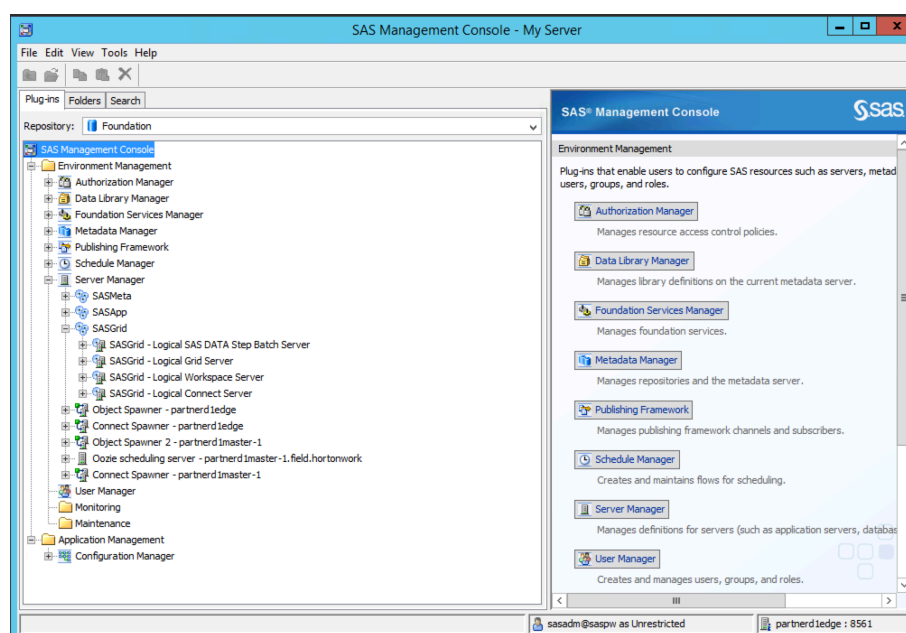 SAS Management Console - My Server
File Edit View Tools Help
Plug-ins Folders Search
Repository: Foundation
SAS Management Console
Environment Management
Authorization Manager
Data Library Manager
Foundation Services Manager
Metadata Manager
Publishing Framework
Schedule Manager
Server Manager
SASMeta
SASApp
SASGrid
SASGrid - Logical SAS DATA Step Batch Server
SASGrid - Logical Grid Server
SASGrid - Logical Workspace Server
SASGrid - Logical Connect Server
Object Spawner - partnerd1edge
Connect Spawner - partnerd1edge
Object Spawner 2 - partnerd1master-1
Oozie scheduling server - partnerd1master-1.field.hortonwork
Connect Spawner - partnerd1master-1
User Manager
Monitoring
Maintenance
Application Management
Configuration Manager
SAS® Management Console
sas
Environment Management
Plug-ins that enable users to configure SAS resources such as servers, metad
users, groups, and roles.
Authorization Manager
Manages resource access control policies.
Data Library Manager
Manages library definitions on the current metadata server.
Foundation Services Manager
Manages foundation services.
Metadata Manager
Manages repositories and the metadata server.
Publishing Framework
Manages publishing framework channels and subscribers.
Schedule Manager
Creates and maintains flows for scheduling.
Server Manager
Manages definitions for servers (such as application servers, databas
User Manager
Creates and manages users, groups, and roles.
sasadm@saspw as Unrestricted
partnerd1edge : 8561